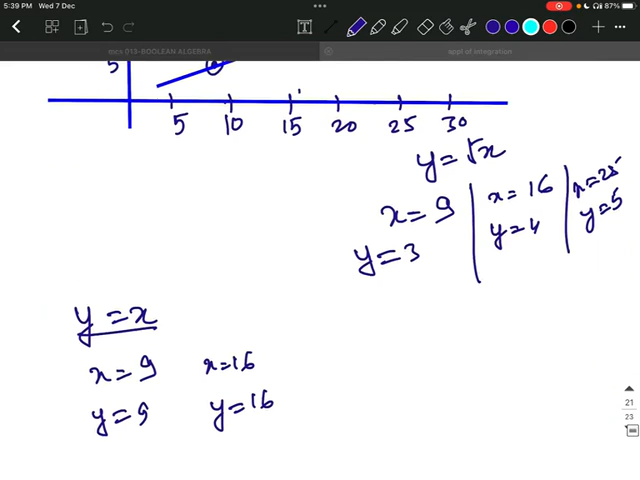 5:39 PM Wed 7 Dec
87%
mcs 013-BOOLEAN ALGEBRA
appl of integration
5
5 10 15 20 25 30
y = √x
x = 9 | x = 16 | x = 25
y = 3 | y = 4 | y = 5
y = x
x = 9 x = 16
y = 9 y = 16
21
23